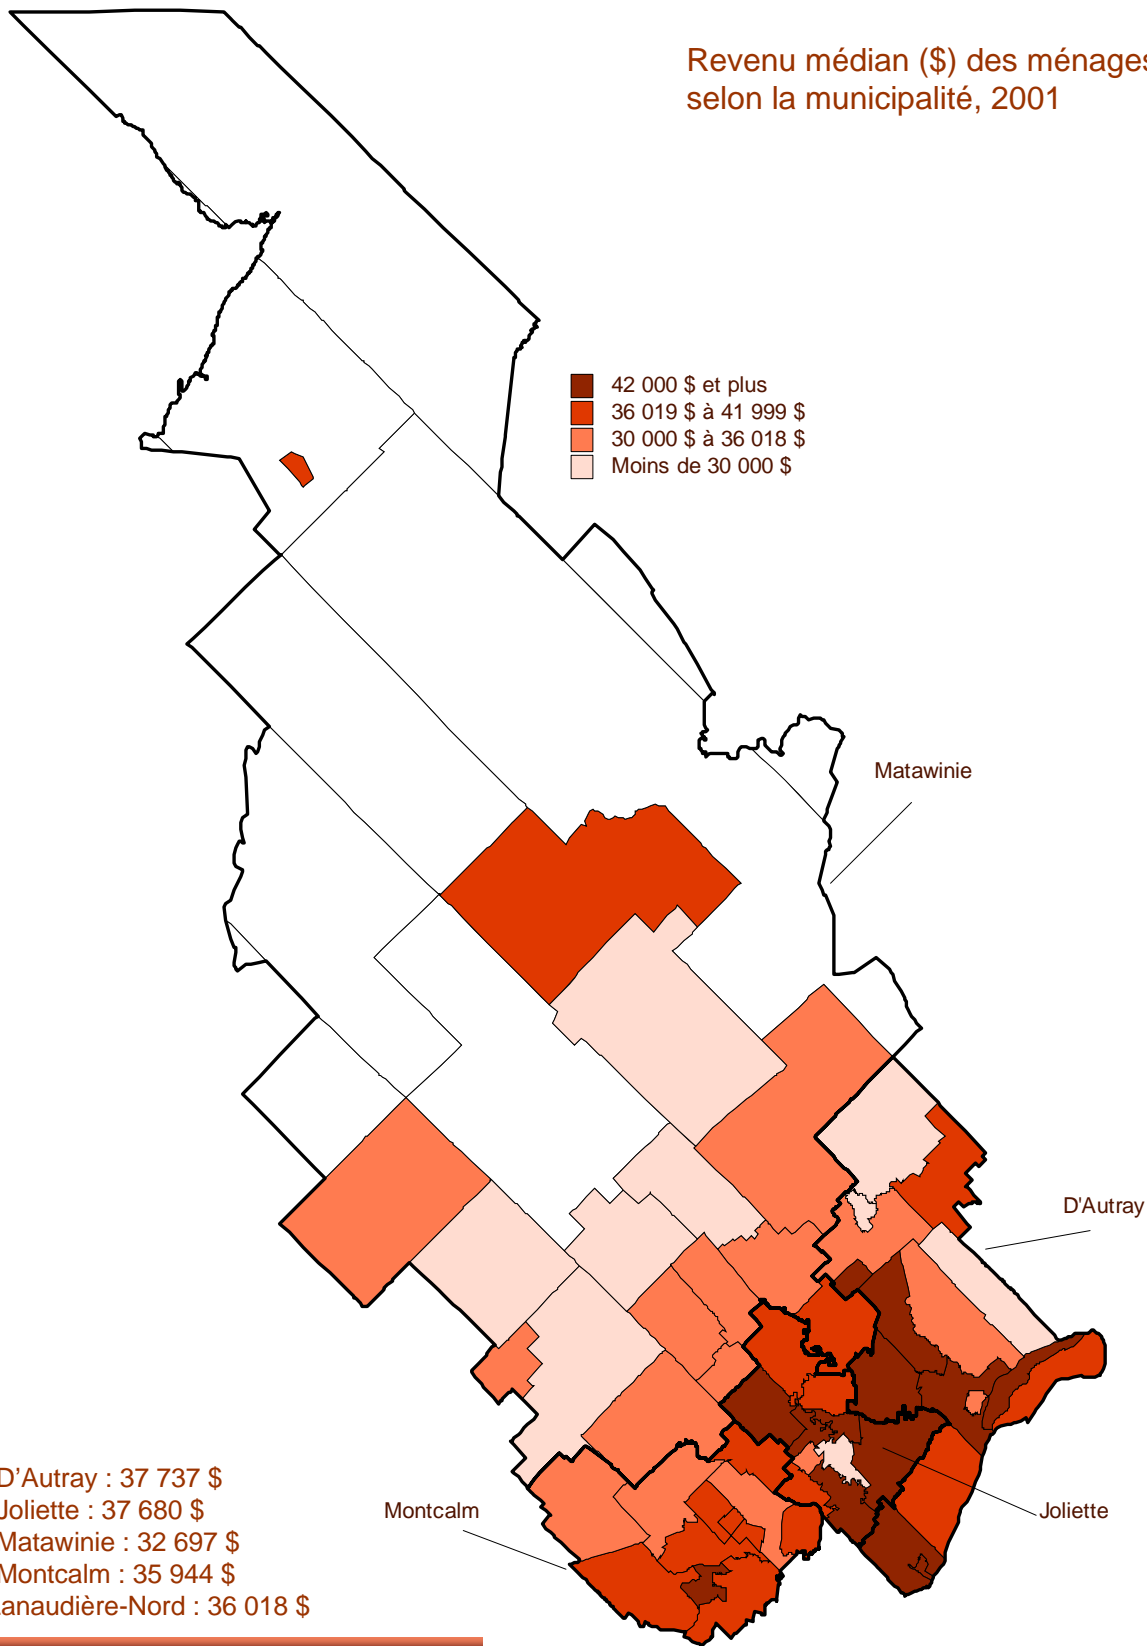 Revenu médian ($) des ménages
selon la municipalité, 2001
42 000 $ et plus
36 019 $ à 41 999 $
30 000 $ à 36 018 $
Moins de 30 000 $
Matawinie
D'Autray
Joliette
Montcalm
D’Autray : 37 737 $
Joliette : 37 680 $
Matawinie : 32 697 $
Montcalm : 35 944 $
Lanaudière-Nord : 36 018 $